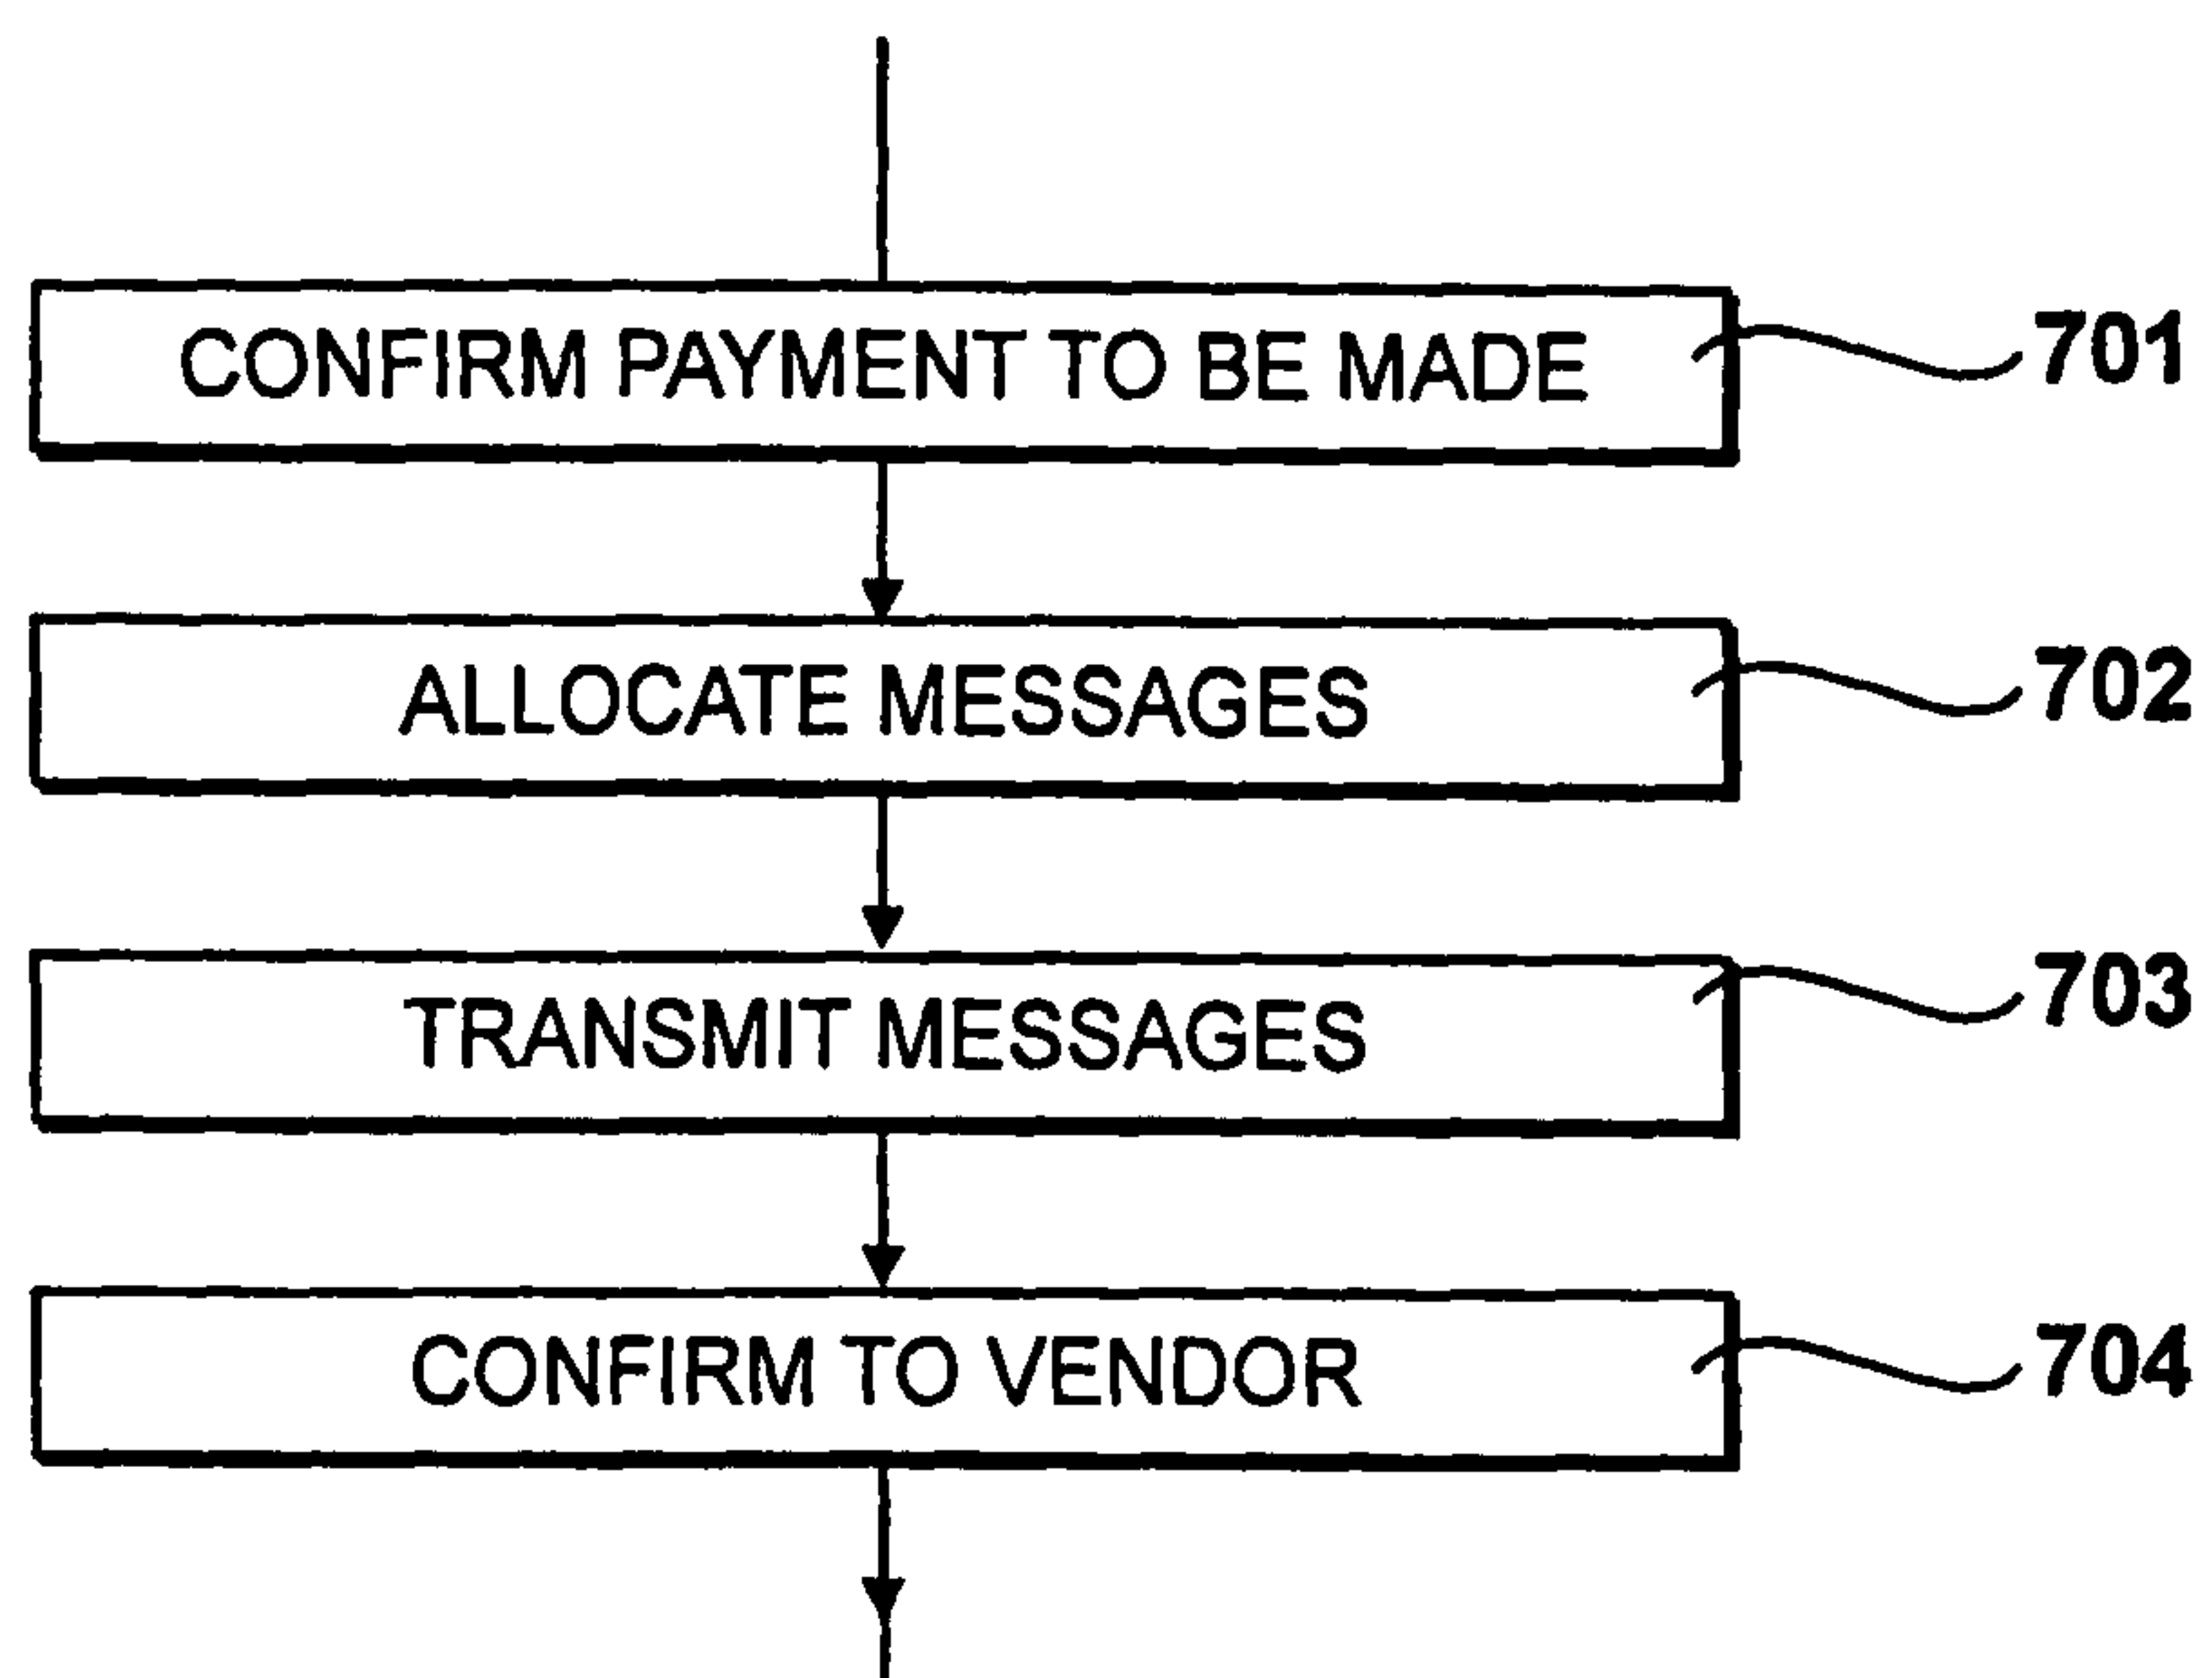 CONFIRM PAYMENT TO BE MADE
701
ALLOCATE MESSAGES
702
TRANSMIT MESSAGES
703
CONFIRM TO VENDOR
704